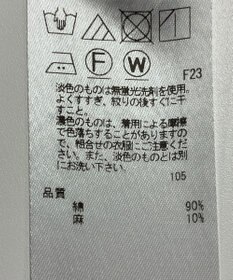 F23
F W
淡色のものは無蛍光洗剤を使用。
よくすすぎ、絞りの後すぐに干
すこと。
濃色のものは、着用による摩擦
で色落ちすることがありますの
で、組合せの衣服にご注意くだ
さい。また、淡色のものとは別
にお洗い下さい。
105
品質
綿 90%
麻 10%